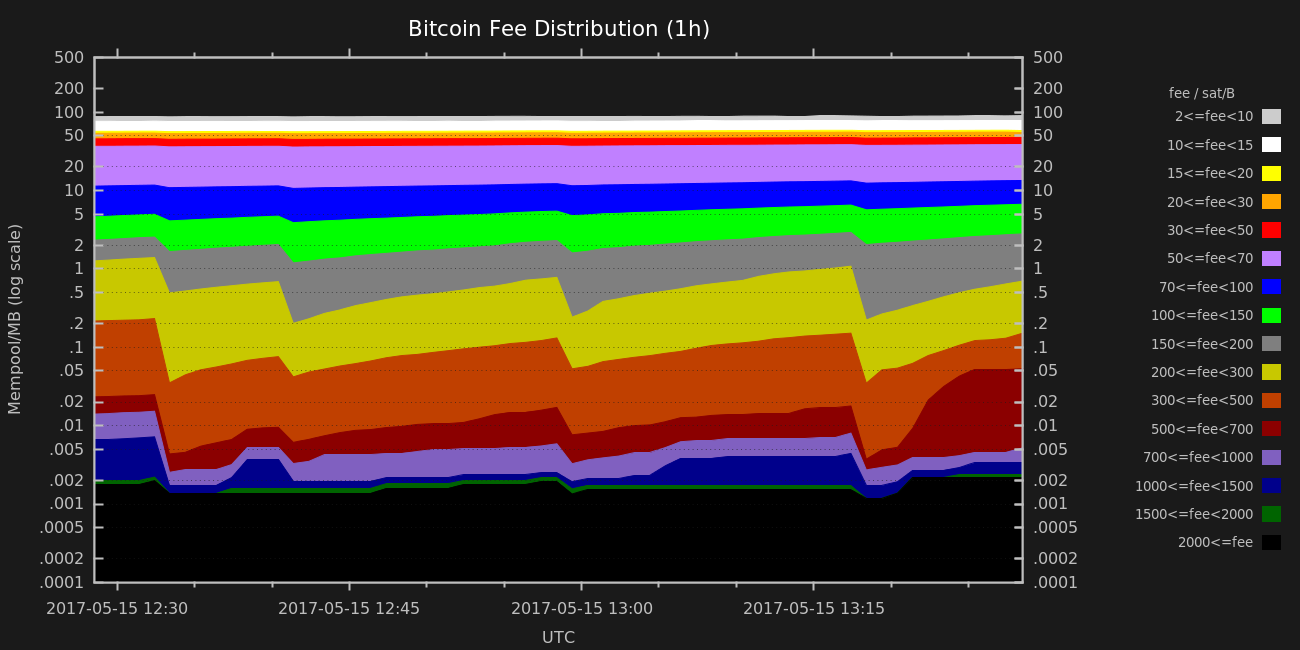 Bitcoin Fee Distribution (1h)
Mempool/MB (log scale)
500
200
100
50
20
10
5
2
1
.5
.2
.1
.05
.02
.01
.005
.002
.001
.0005
.0002
.0001
500
200
100
50
20
10
5
2
1
.5
.2
.1
.05
.02
.01
.005
.002
.001
.0005
.0002
.0001
2017-05-15 12:30 2017-05-15 12:45 2017-05-15 13:00 2017-05-15 13:15
UTC
fee / sat/B
2<=fee<10
10<=fee<15
15<=fee<20
20<=fee<30
30<=fee<50
50<=fee<70
70<=fee<100
100<=fee<150
150<=fee<200
200<=fee<300
300<=fee<500
500<=fee<700
700<=fee<1000
1000<=fee<1500
1500<=fee<2000
2000<=fee